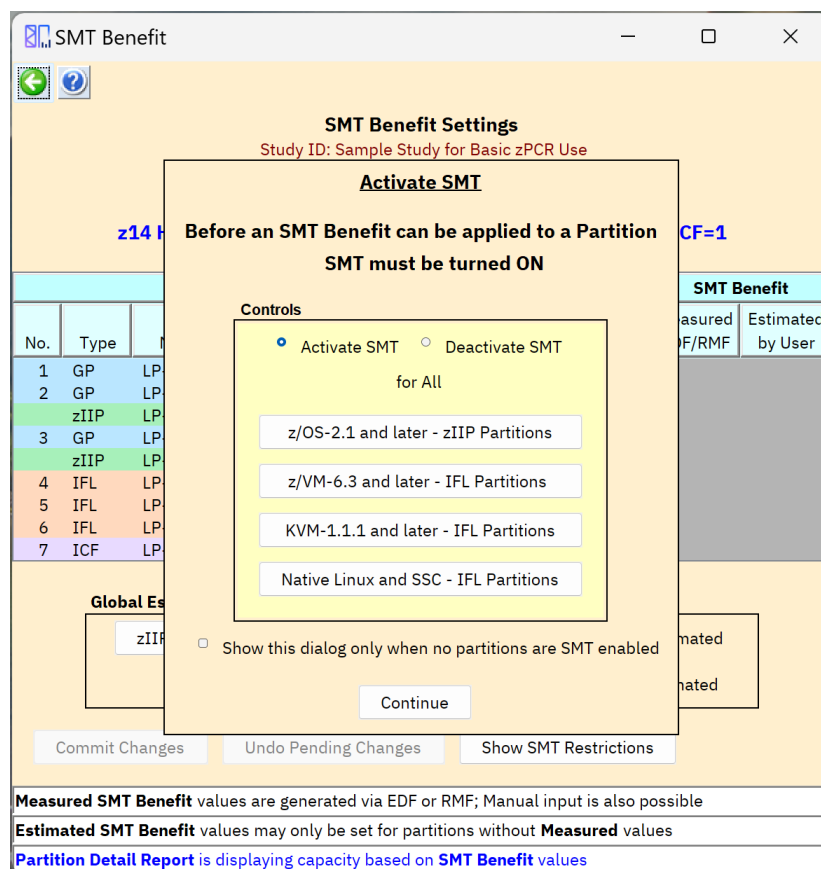 SMT Benefit
SMT Benefit Settings
Study ID: Sample Study for Basic zPCR Use
Activate SMT
z14 H
Before an SMT Benefit can be applied to a Partition
CF=1
SMT must be turned ON
SMT Benefit
Controls
No. Type
easured Estimated
DF/RMF by User
Activate SMT Deactivate SMT
for All
z/OS-2.1 and later - zIIP Partitions
z/VM-6.3 and later - IFL Partitions
KVM-1.1.1 and later - IFL Partitions
Native Linux and SSC - IFL Partitions
1 GP LP-
2 GP LP-
zIIP LP-
3 GP LP-
zIIP LP-
4 IFL LP-
5 IFL LP-
6 IFL LP-
7 ICF LP-
Global Es
zIIP
Show this dialog only when no partitions are SMT enabled
mated
mated
Continue
Commit Changes Undo Pending Changes Show SMT Restrictions
Measured SMT Benefit values are generated via EDF or RMF; Manual input is also possible
Estimated SMT Benefit values may only be set for partitions without Measured values
Partition Detail Report is displaying capacity based on SMT Benefit values